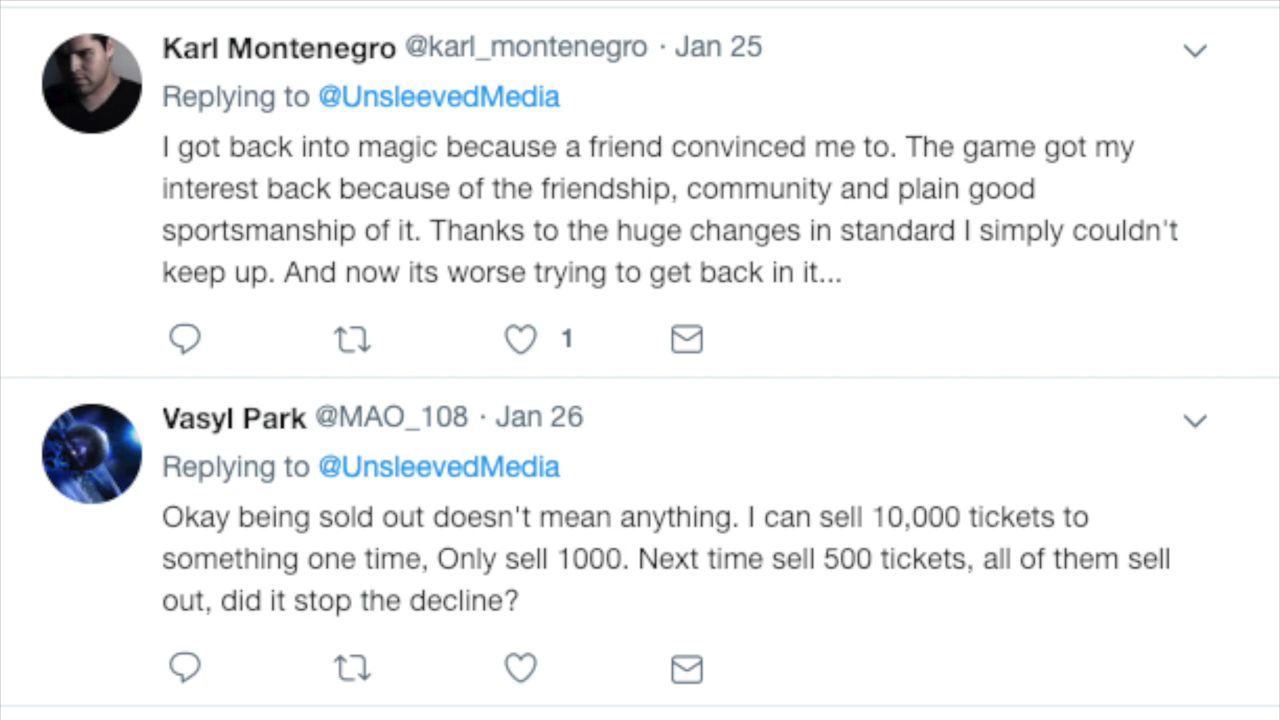 Karl Montenegro @karl_montenegro · Jan 25
Replying to @UnsleevedMedia
I got back into magic because a friend convinced me to. The game got my
interest back because of the friendship, community and plain good
sportsmanship of it. Thanks to the huge changes in standard I simply couldn't
keep up. And now its worse trying to get back in it...
1
Vasyl Park @MAO_108 · Jan 26
Replying to @UnsleevedMedia
Okay being sold out doesn't mean anything. I can sell 10,000 tickets to
something one time, Only sell 1000. Next time sell 500 tickets, all of them sell
out, did it stop the decline?